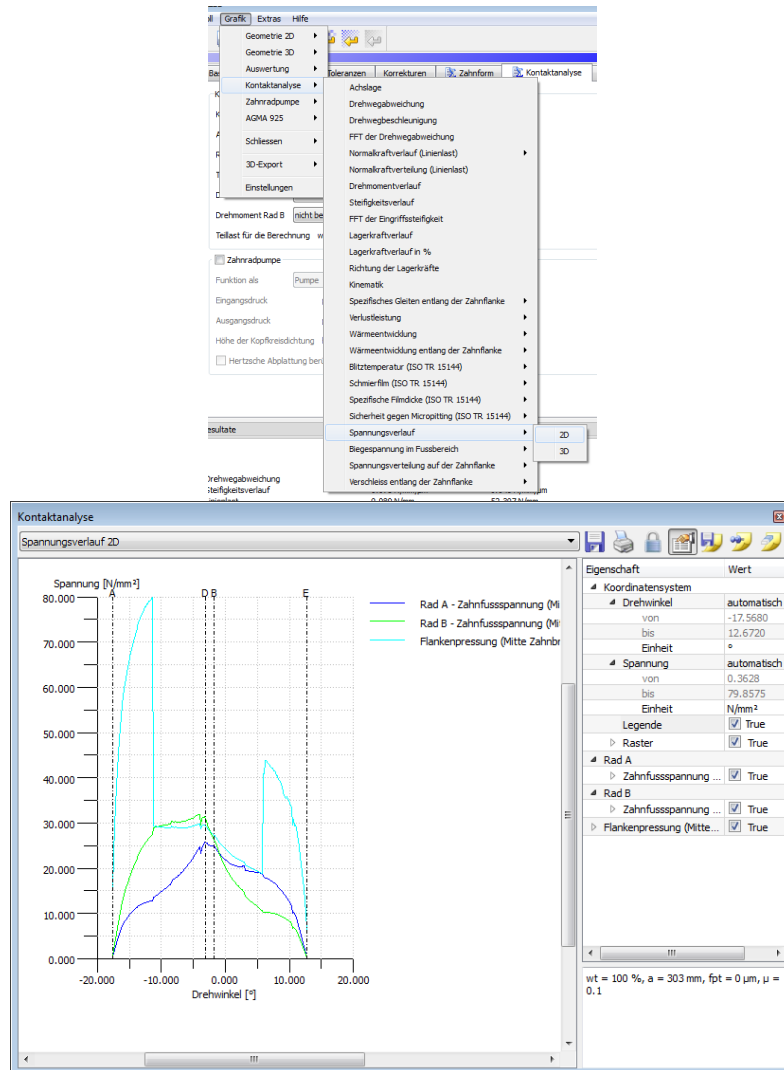 Grafik Extras Hilfe
Geometrie 2D
Geometrie 3D
Auswertung
Kontaktanalyse
Zahnradpumpe
AGMA 925
Schliessen
3D-Export
Einstellungen
Toleranzen Korrekturen Zahnform Kontaktanalyse
Achslage
Drehwegabweichung
Drehwegbeschleunigung
FFT der Drehwegabweichung
Normalkraftverlauf (Linienlast)
Normalkraftverteilung (Linienlast)
Drehmomentverlauf
Steifigkeitsverlauf
FFT der Eingriffssteifigkeit
Lagerkraftverlauf
Lagerkraftverlauf in %
Richtung der Lagerkräfte
Kinematik
Spezifisches Gleiten entlang der Zahnflanke
Verlustleistung
Wärmeentwicklung
Wärmeentwicklung entlang der Zahnflanke
Blitztemperatur (ISO TR 15144)
Schmierfilm (ISO TR 15144)
Spezifische Filmdicke (ISO TR 15144)
Sicherheit gegen Micropitting (ISO TR 15144)
Spannungsverlauf
Biegespannung im Fussbereich
Spannungsverteilung auf der Zahnflanke
Verschleiss entlang der Zahnflanke
2D
3D
Drehmoment Rad B nicht be
Teillast für die Berechnung w
Zahnradpumpe
Funktion als Pumpe
Eingangsdruck
Ausgangsdruck
Höhe der Kopfkreisdichtung
Hertzsche Abplattung ber
esultate
Drehwegabweichung
Steifigkeitsverlauf
Kontaktanalyse
Spannungsverlauf 2D
Spannung [N/mm²]
A D B E
80.000
70.000
60.000
50.000
40.000
30.000
20.000
10.000
0.000
-20.000 -10.000 0.000 10.000 20.000
Drehwinkel [°]
Rad A - Zahnfussspannung (Mi
Rad B - Zahnfussspannung (Mi
Flankenpressung (Mitte Zahnbr
Eigenschaft Wert
Koordinatensystem
Drehwinkel automatisch
von -17.5680
bis 12.6720
Einheit °
Spannung automatisch
von 0.3628
bis 79.8575
Einheit N/mm²
Legende True
Raster True
Rad A
Zahnfussspannung ... True
Rad B
Zahnfussspannung ... True
Flankenpressung (Mitte... True
wt = 100 %, a = 303 mm, fpt = 0 µm, µ =
0.1